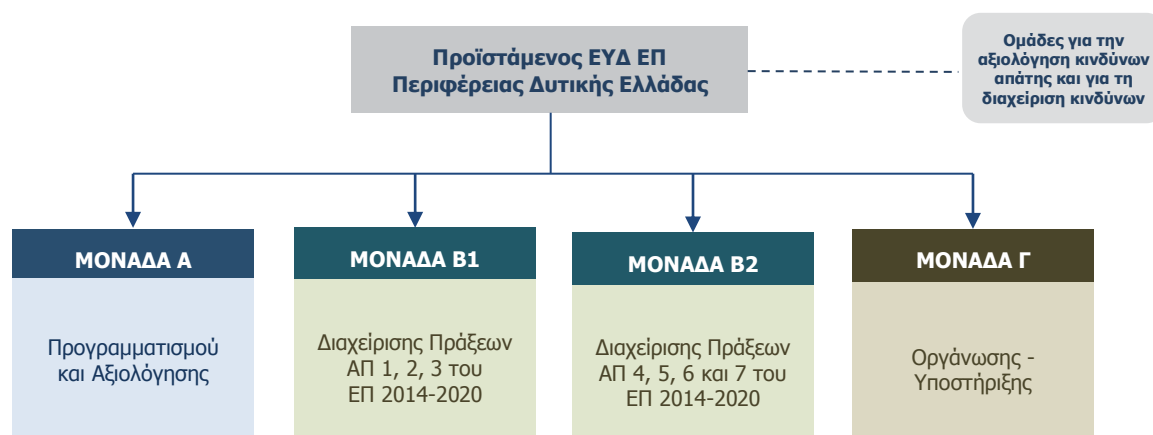 Προϊστάμενος ΕΥΔ ΕΠ
Περιφέρειας Δυτικής Ελλάδας
Ομάδες για την
αξιολόγηση κινδύνων
απάτης και για τη
διαχείριση κινδύνων
ΜΟΝΑΔΑ Α
Προγραμματισμού
και Αξιολόγησης
ΜΟΝΑΔΑ Β1
Διαχείρισης Πράξεων
ΑΠ 1, 2, 3 του
ΕΠ 2014-2020
ΜΟΝΑΔΑ Β2
Διαχείρισης Πράξεων
ΑΠ 4, 5, 6 και 7 του
ΕΠ 2014-2020
ΜΟΝΑΔΑ Γ
Οργάνωσης -
Υποστήριξης